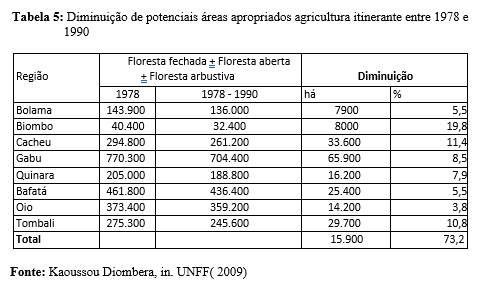 Tabela 5: Diminuição de potenciais áreas apropriados agricultura itinerante entre 1978 e
1990
Região
Floresta fechada ± Floresta aberta
± Floresta arbustiva
Diminuição
1978 1978 - 1990 há %
Bolama 143.900 136.000 7900 5,5
Biombo 40.400 32.400 8000 19,8
Cacheu 294.800 261.200 33.600 11,4
Gabu 770.300 704.400 65.900 8,5
Quinara 205.000 188.800 16.200 7,9
Bafatá 461.800 436.400 25.400 5,5
Oio 373.400 359.200 14.200 3,8
Tombali 275.300 245.600 29.700 10,8
Total 15.900 73,2
Fonte: Kaoussou Diombera, in. UNFF( 2009)